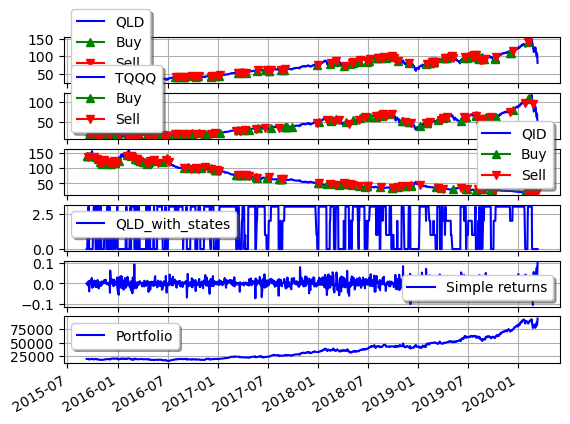 QLD
Buy
Sell
150
100
50
TQQQ
Buy
Sell
100
50
QID
Buy
Sell
150
100
50
QLD_with_states
2.5
0.0
Simple returns
0.1
0.0
−0.1
Portfolio
75000
50000
25000
2015-07
2016-01
2016-07
2017-01
2017-07
2018-01
2018-07
2019-01
2019-07
2020-01